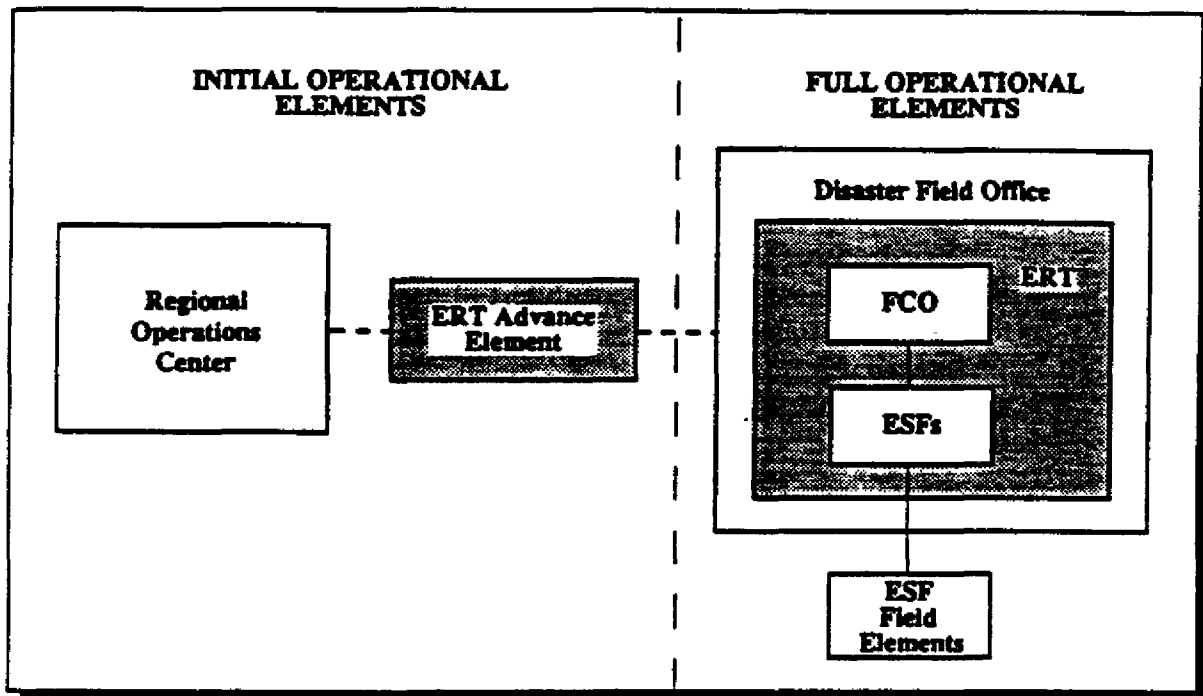 INITIAL OPERATIONAL
ELEMENTS
Regional
Operations
Center
ERT Advance
Element
FULL OPERATIONAL
ELEMENTS
Disaster Field Office
ERT
FCO
ESFs
ESF
Field
Elements